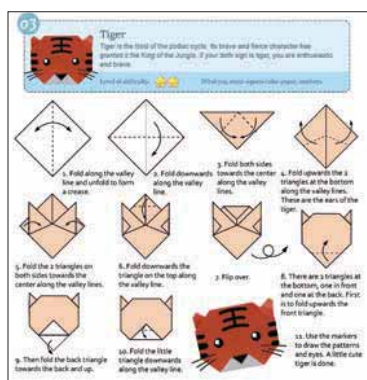 03
Tiger
Tiger is the third of the zodiac cycle. Its brave and fierce character has
granted it the King of the Jungle. If your birth sign is tiger, you are enthusiastic
and brave.
Level of difficulty:
What you need: square color paper, markers
1. Fold along the valley
line and unfold to form
a crease.
2. Fold downwards
along the valley
line.
3. Fold both sides
towards the center
along the valley
lines.
4. Fold upwards the 2
triangles at the bottom
along the valley lines.
These are the ears of the
tiger.
5. Fold the 2 triangles on
both sides towards the
center along the valley lines.
6. Fold downwards the
triangle on the top along
the valley line.
7. Flip over.
8. There are 2 triangles at
the bottom, one in front
and one at the back. First
is to fold upwards the
front triangle.
9. Then fold the back triangle
towards the back and up.
10. Fold the little
triangle downwards
along the valley line.
11. Use the markers
to draw the patterns
and eyes. A little cute
tiger is done.